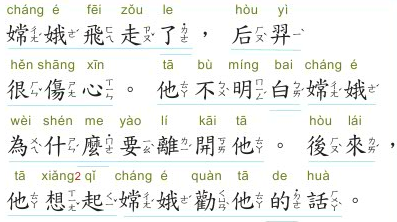 cháng é fēi zǒu le hòu yì
嫦娥飛走了，后羿
hěn shāng xīn tā bù míng bai cháng é
很傷心。他不明白嫦娥
wèi shén me yào lí kāi tā hòu lái
為什麼要離開他。後來，
tā xiǎng2 qǐ cháng é quàn tā de huà
他想起嫦娥勸他的話。